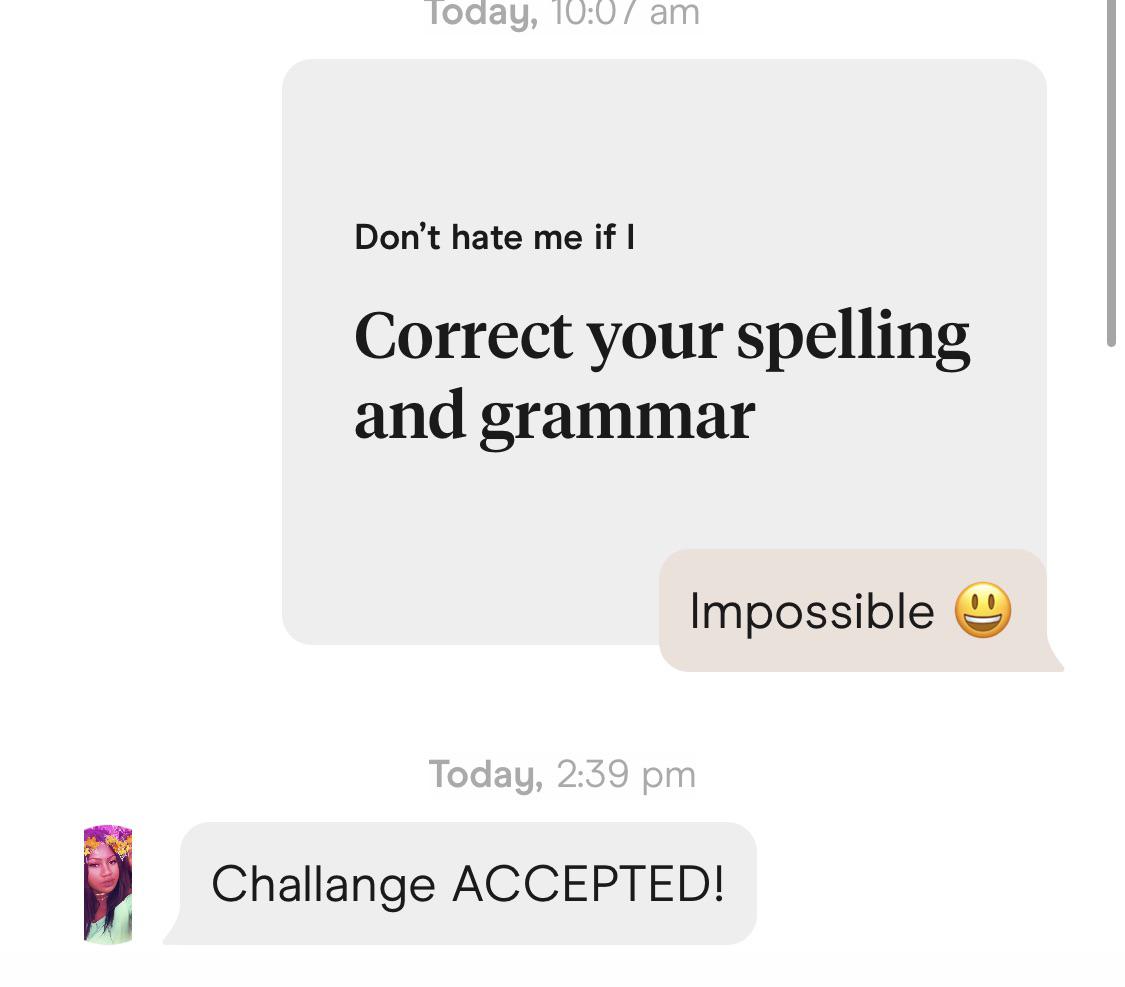 Today, 10:07 am
Don’t hate me if I
Correct your spelling
and grammar
Impossible 😃
Today, 2:39 pm
Challange ACCEPTED!